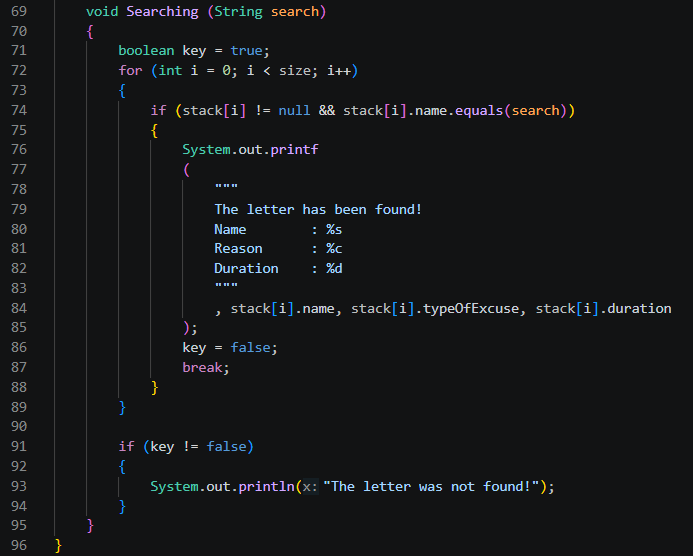 69 void Searching (String search)
70 {
71 boolean key = true;
72 for (int i = 0; i < size; i++)
73 {
74 if (stack[i] != null && stack[i].name.equals(search))
75 {
76 System.out.printf
77 (
78 """
79 The letter has been found!
80 Name : %s
81 Reason : %c
82 Duration : %d
83 """
84 , stack[i].name, stack[i].typeOfExcuse, stack[i].duration
85 );
86 key = false;
87 break;
88 }
89 }
90
91 if (key != false)
92 {
93 System.out.println(x: "The letter was not found!");
94 }
95 }
96 }